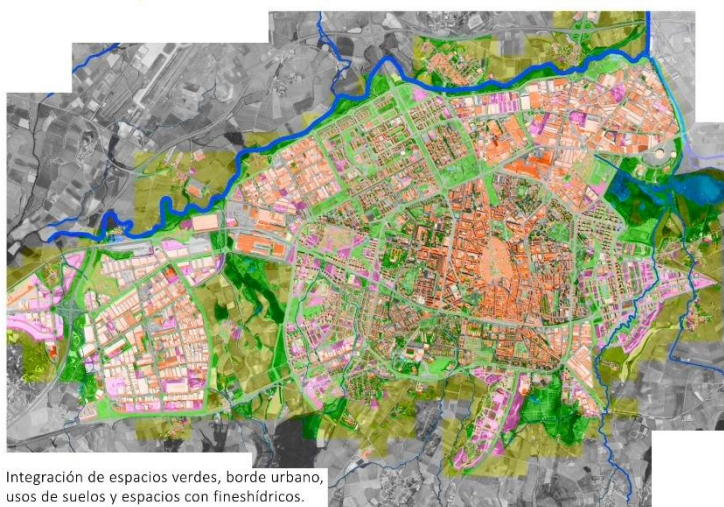 Integración de espacios verdes, borde urbano,
usos de suelos y espacios con fineshídricos.